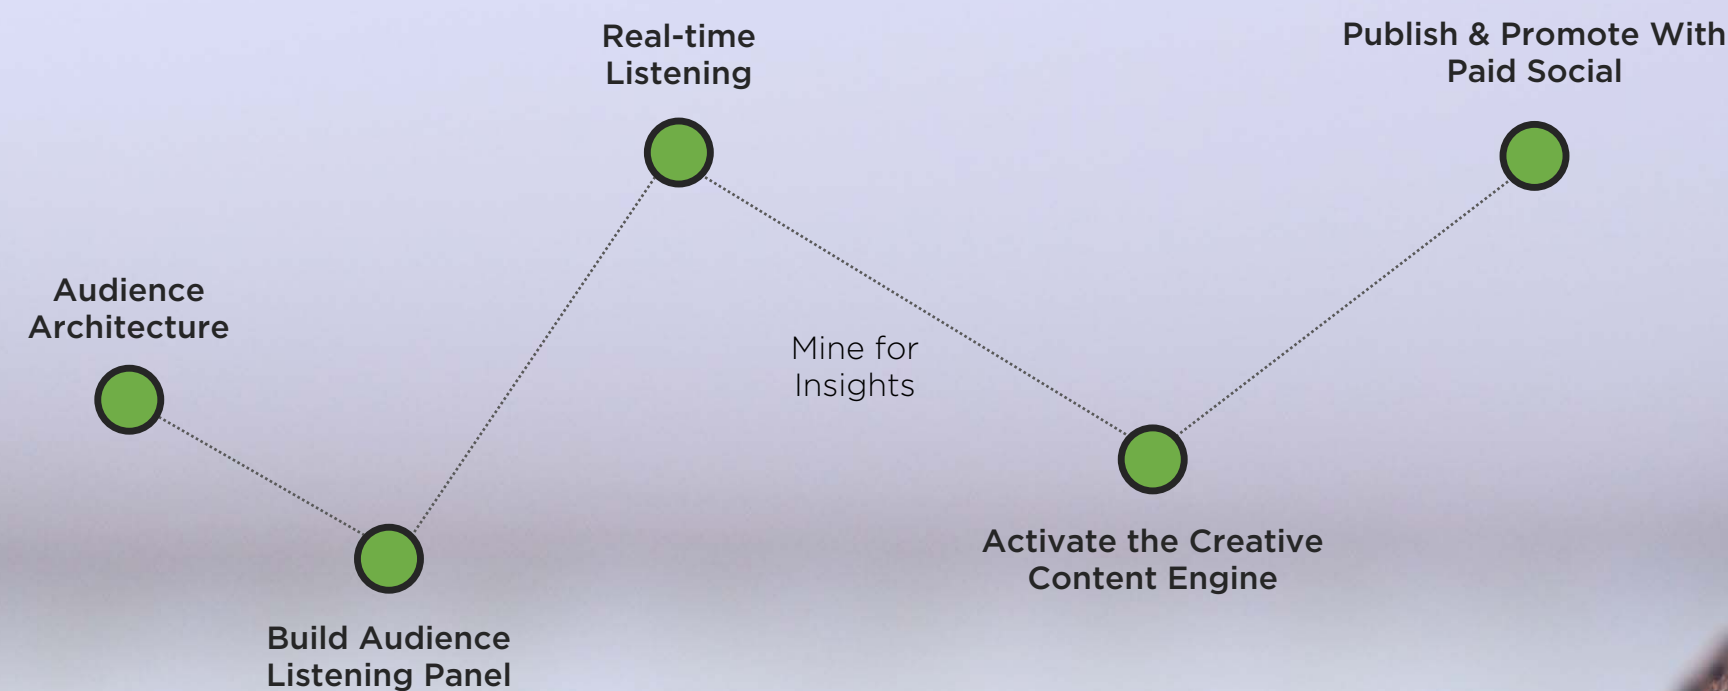 Audience
Architecture
Build Audience
Listening Panel
Real-time
Listening
Mine for
Insights
Activate the Creative
Content Engine
Publish & Promote With
Paid Social